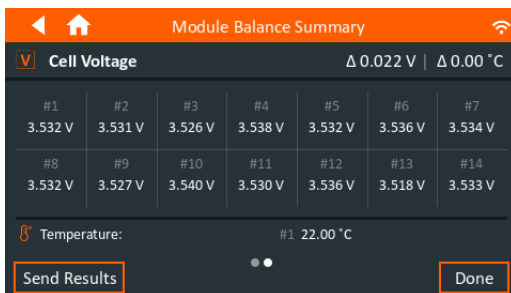 Module Balance Summary
V Cell Voltage Δ 0.022 V | Δ 0.00 ˚C
#1 #2 #3 #4 #5 #6 #7
3.532 V 3.531 V 3.526 V 3.538 V 3.532 V 3.536 V 3.534 V
#8 #9 #10 #11 #12 #13 #14
3.532 V 3.527 V 3.540 V 3.530 V 3.536 V 3.518 V 3.533 V
Temperature: #1 22.00 ˚C
Send Results Done